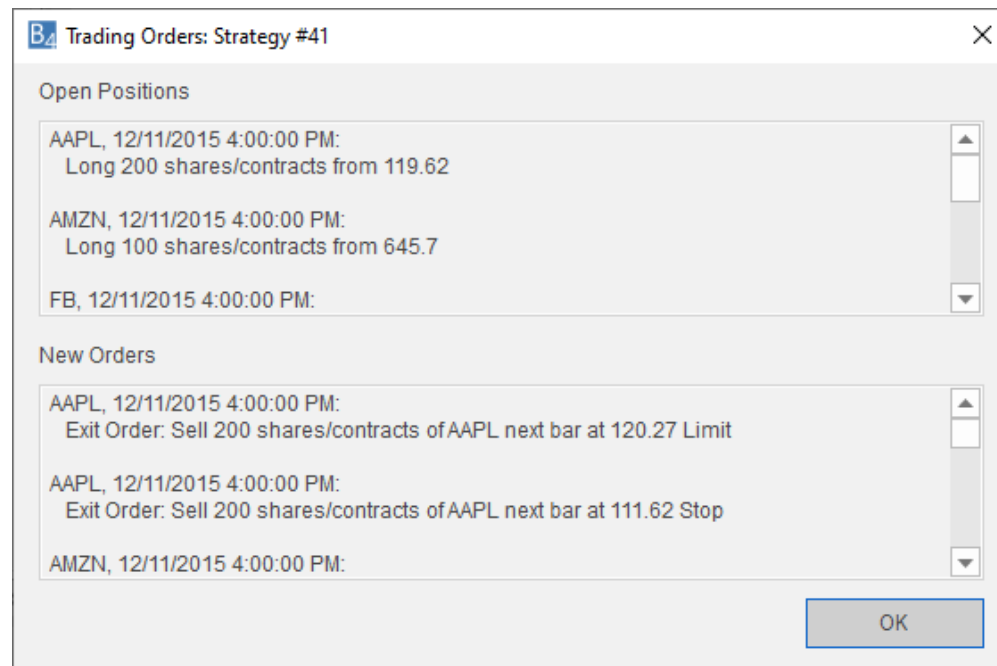 B4 Trading Orders: Strategy #41
Open Positions
AAPL, 12/11/2015 4:00:00 PM:
Long 200 shares/contracts from 119.62
AMZN, 12/11/2015 4:00:00 PM:
Long 100 shares/contracts from 645.7
FB, 12/11/2015 4:00:00 PM:
New Orders
AAPL, 12/11/2015 4:00:00 PM:
Exit Order: Sell 200 shares/contracts of AAPL next bar at 120.27 Limit
AAPL, 12/11/2015 4:00:00 PM:
Exit Order: Sell 200 shares/contracts of AAPL next bar at 111.62 Stop
AMZN, 12/11/2015 4:00:00 PM:
OK